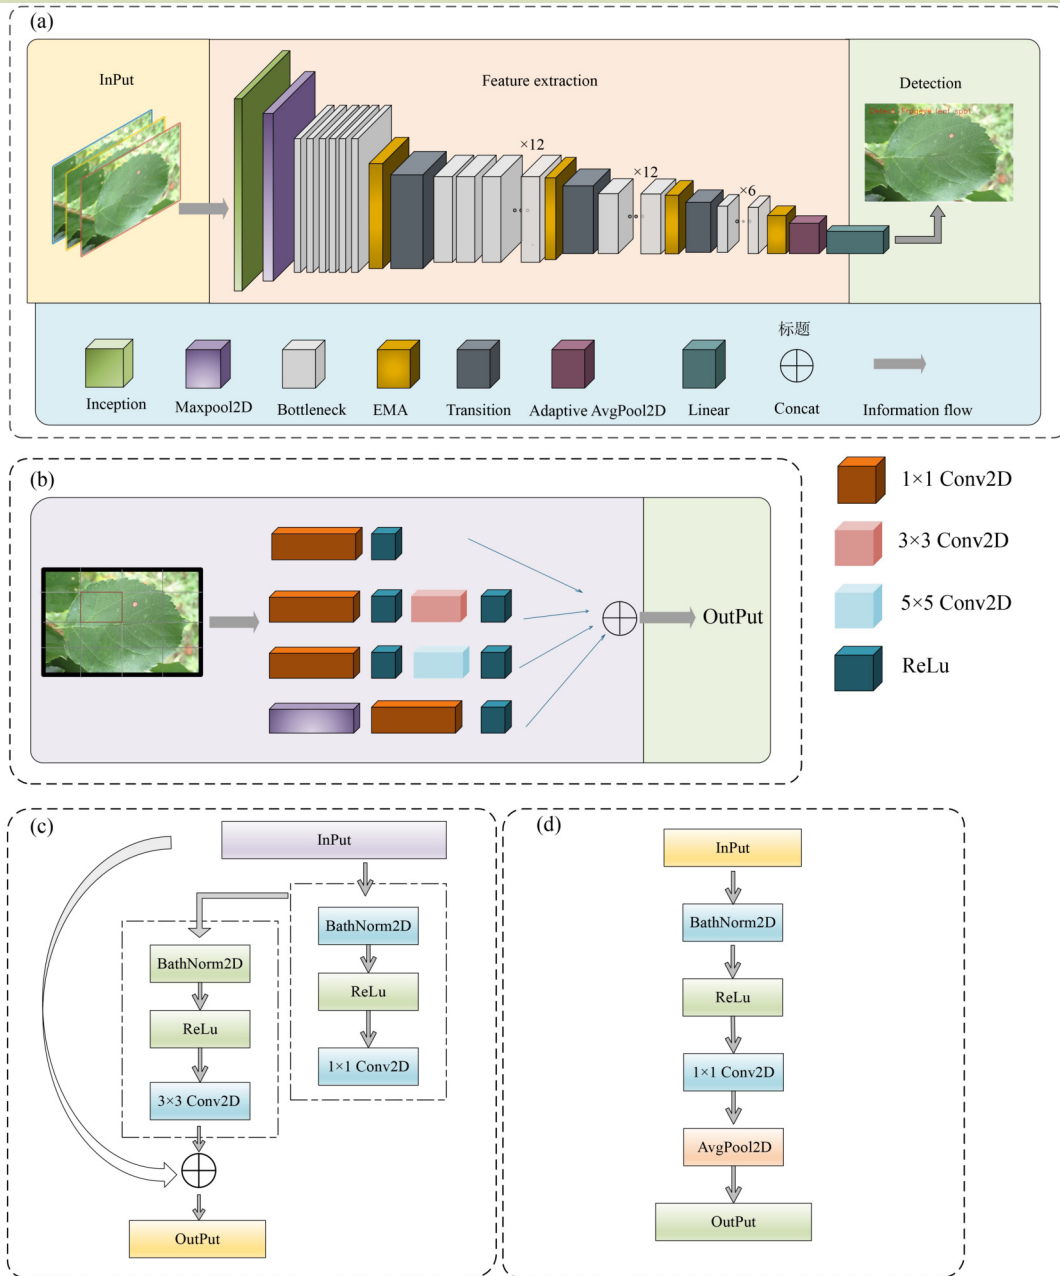 (a)
InPut
Feature extraction
Detection
×12
×12
×6
标题
Inception
Maxpool2D
Bottleneck
EMA
Transition
Adaptive AvgPool2D
Linear
Concat
Information flow
(b)
OutPut
1×1 Conv2D
3×3 Conv2D
5×5 Conv2D
ReLu
(c)
InPut
BathNorm2D
ReLu
1×1 Conv2D
BathNorm2D
ReLu
3×3 Conv2D
OutPut
(d)
InPut
BathNorm2D
ReLu
1×1 Conv2D
AvgPool2D
OutPut